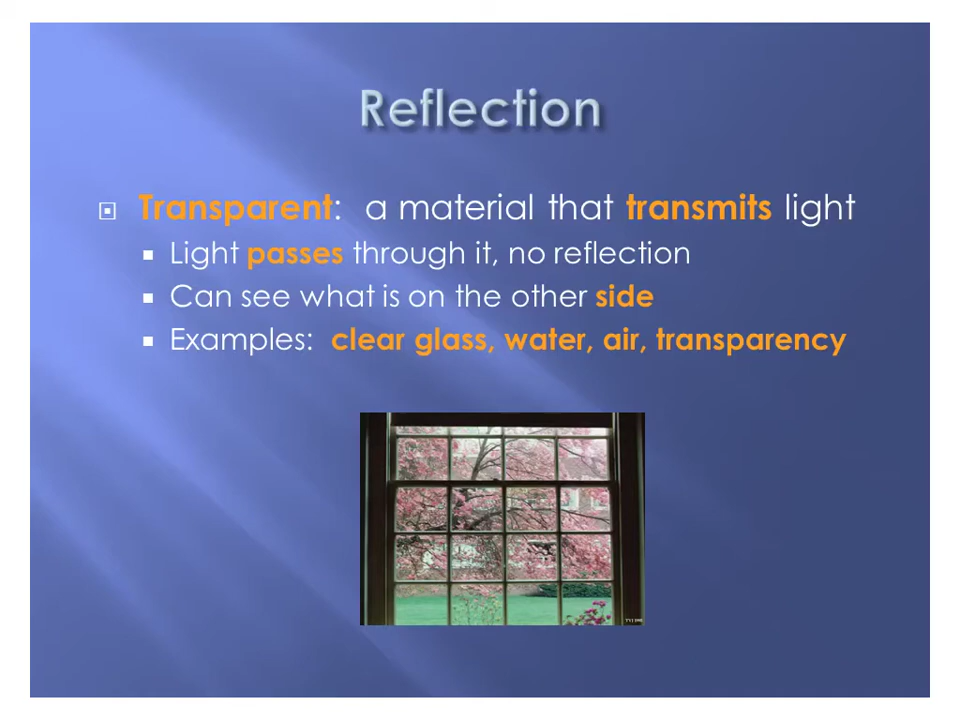 Reflection
Transparent: a material that transmits light
Light passes through it, no reflection
Can see what is on the other side
Examples: clear glass, water, air, transparency